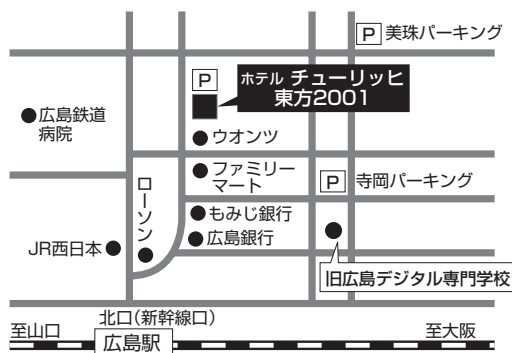 P 美珠パーキング
P
ホテル チューリッヒ
東方2001
広島鉄道
病院
ウオンツ
ファミリー
マート
P 寺岡パーキング
ローソン
もみじ銀行
広島銀行
JR西日本
旧広島デジタル専門学校
北口(新幹線口)
至山口
広島駅
至大阪